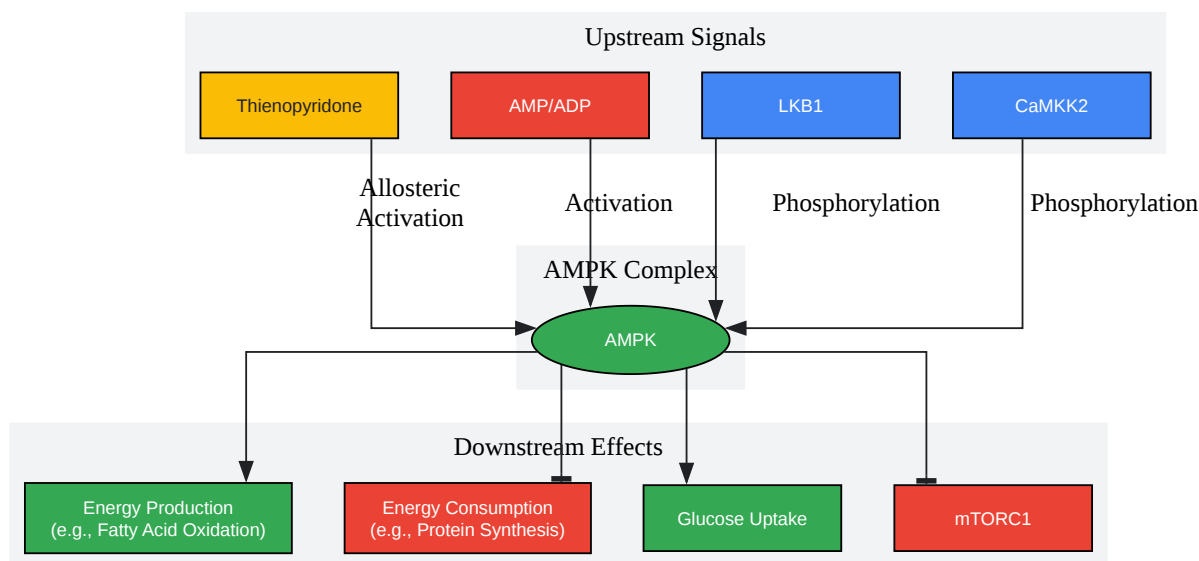 Upstream Signals
Thienopyridone
AMP/ADP
LKB1
CaMKK2
Allosteric
Activation
Activation
Phosphorylation
Phosphorylation
AMPK Complex
AMPK
Downstream Effects
Energy Production
(e.g., Fatty Acid Oxidation)
Energy Consumption
(e.g., Protein Synthesis)
Glucose Uptake
mTORC1